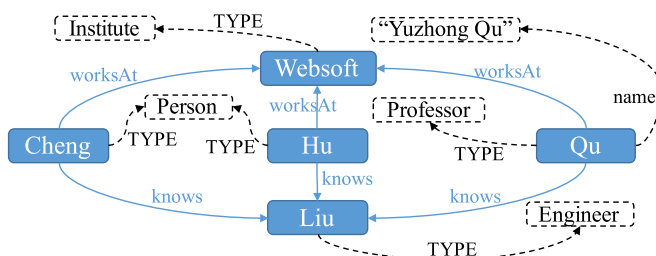 TYPE
Institute
“Yuzhong Qu”
Websoft
worksAt
worksAt
name
Person
worksAt
Professor
TYPE
TYPE
TYPE
Cheng
Hu
Qu
knows
knows
knows
Liu
Engineer
TYPE